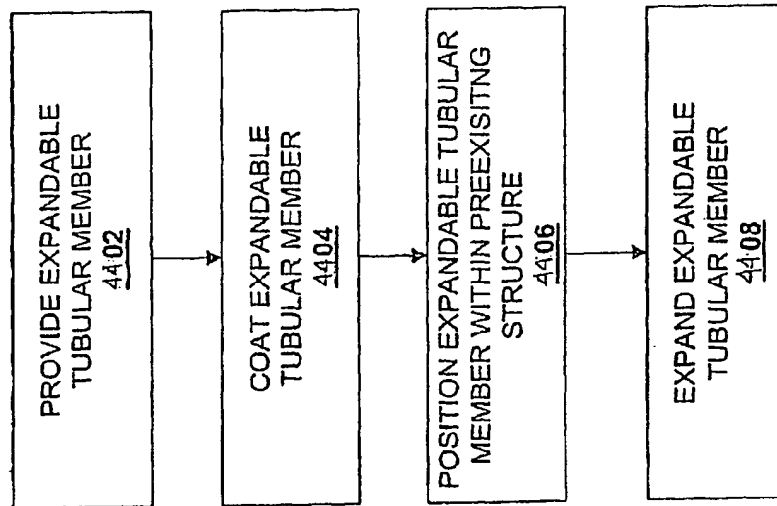 PROVIDE EXPANDABLE
TUBULAR MEMBER
4402
COAT EXPANDABLE
TUBULAR MEMBER
4404
POSITION EXPANDABLE TUBULAR
MEMBER WITHIN PREEXISITNG
STRUCTURE
4406
EXPAND EXPANDABLE
TUBULAR MEMBER
4408